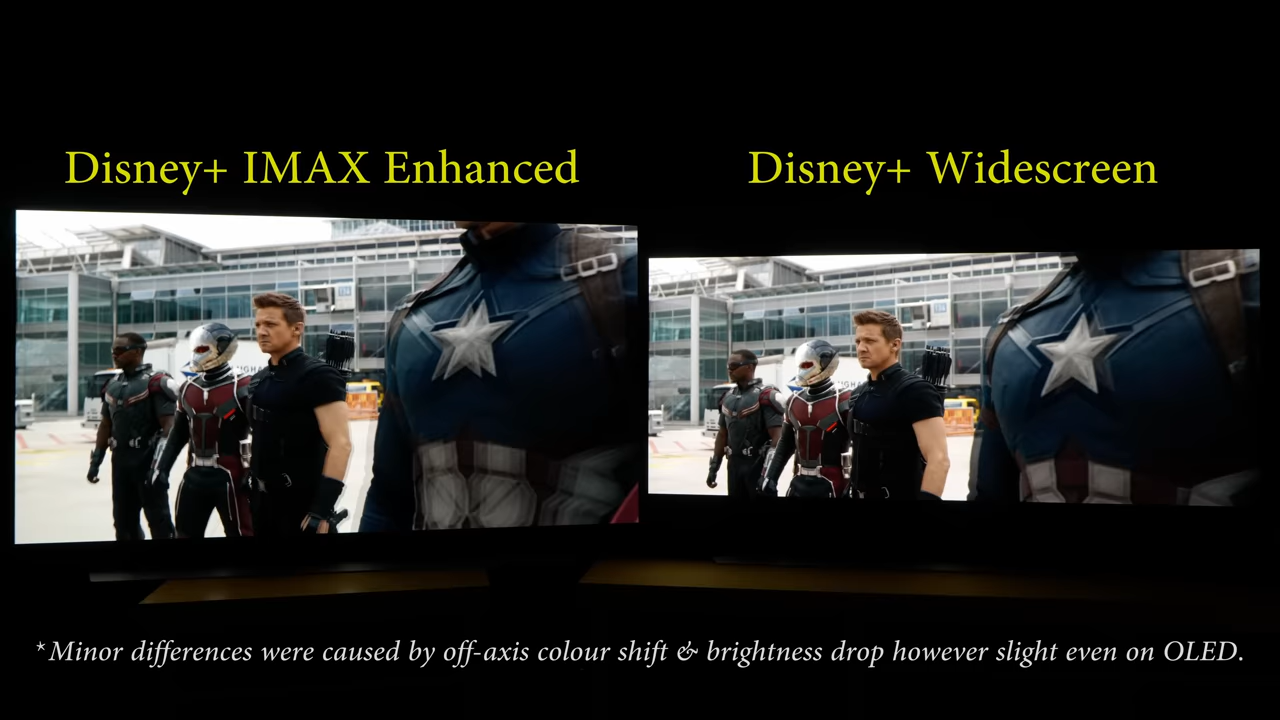 Disney+ IMAX Enhanced
Disney+ Widescreen
*Minor differences were caused by off-axis colour shift & brightness drop however slight even on OLED.